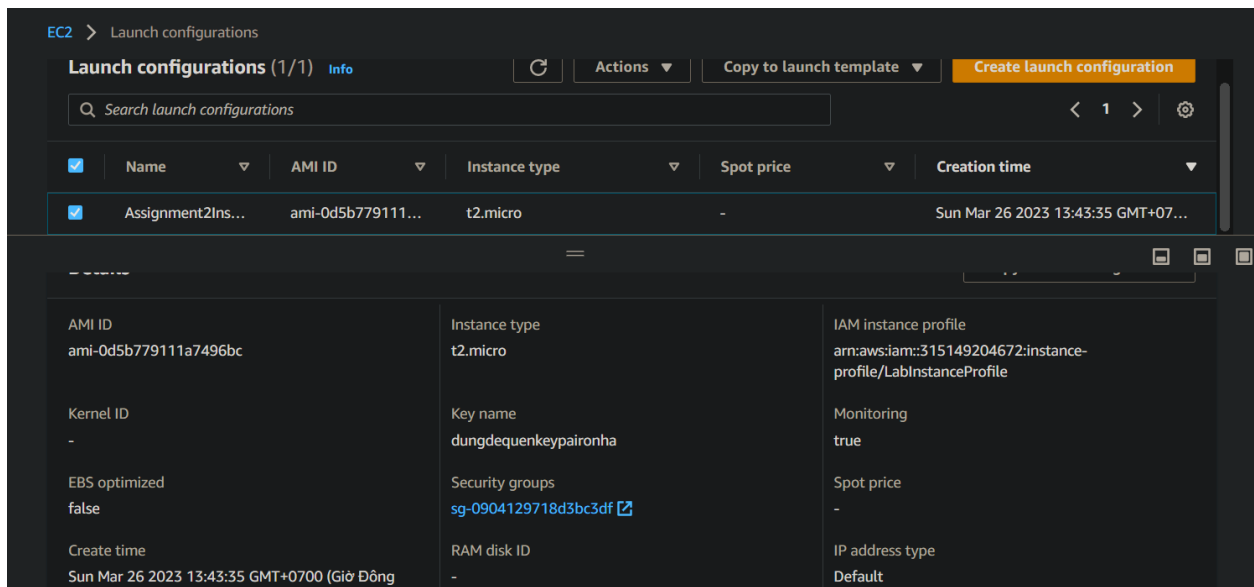 EC2 > Launch configurations
Launch configurations (1/1) Info
Actions
Copy to launch template
Create launch configuration
Search launch configurations
1
Name
AMI ID
Instance type
Spot price
Creation time
Assignment2Ins...
ami-0d5b779111...
t2.micro
-
Sun Mar 26 2023 13:43:35 GMT+07...
Details
AMI ID
Instance type
IAM instance profile
ami-0d5b779111a7496bc
t2.micro
arn:aws:iam::315149204672:instance-
profile/LabInstanceProfile
Kernel ID
Key name
Monitoring
-
dungdequenkeypaironha
true
EBS optimized
Security groups
Spot price
false
sg-0904129718d3bc3df
-
Create time
RAM disk ID
IP address type
Sun Mar 26 2023 13:43:35 GMT+0700 (Giờ Đông
-
Default